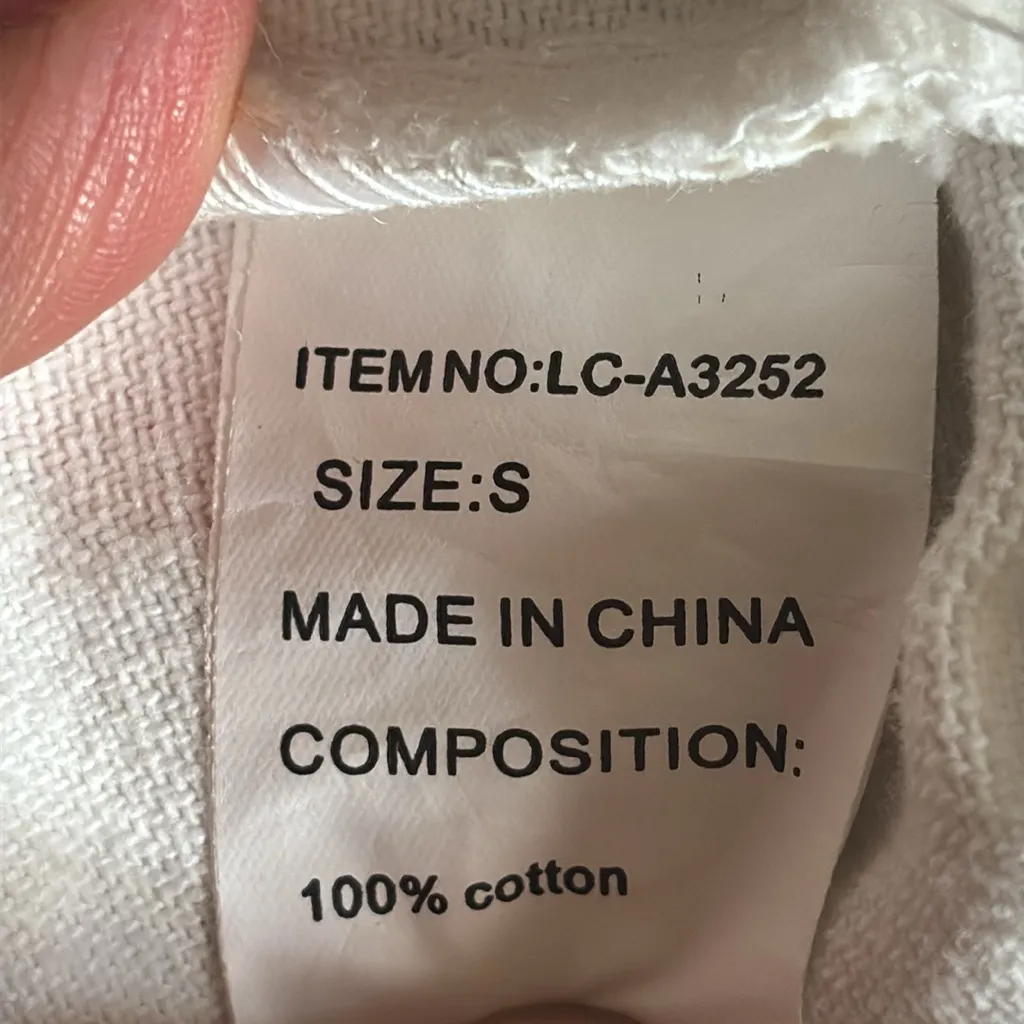 ITEM NO:LC-A3252
SIZE:S
MADE IN CHINA
COMPOSITION:
100% cotton